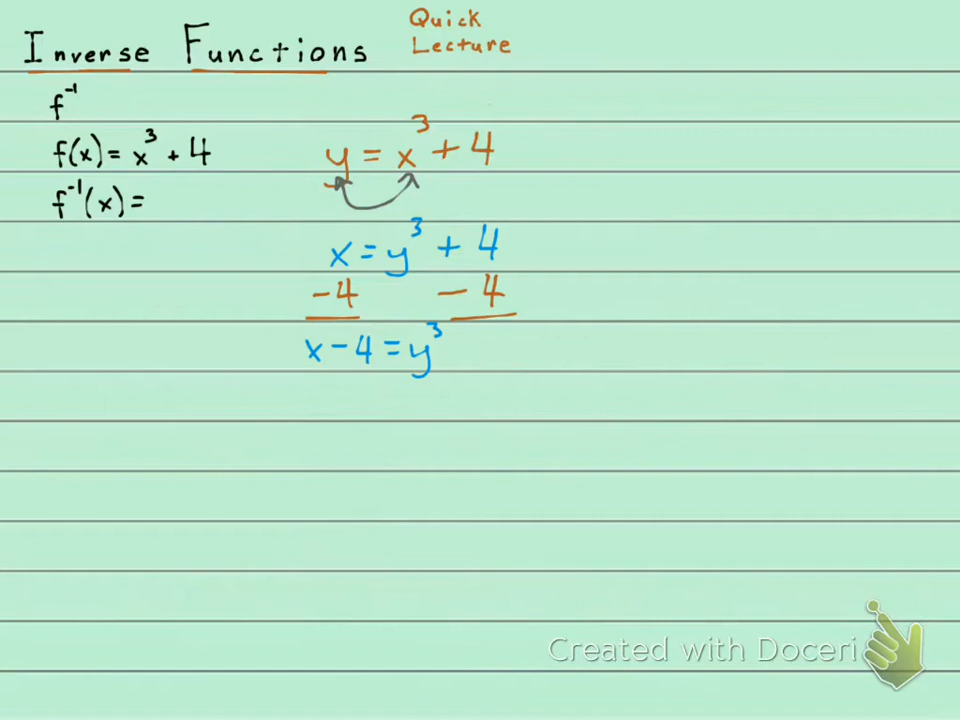 Inverse Functions
Quick
Lecture
f⁻¹
f(x) = x³ + 4
f⁻¹(x) =
y = x³ + 4
x = y³ + 4
-4 - 4
x - 4 = y³
Created with Doceri